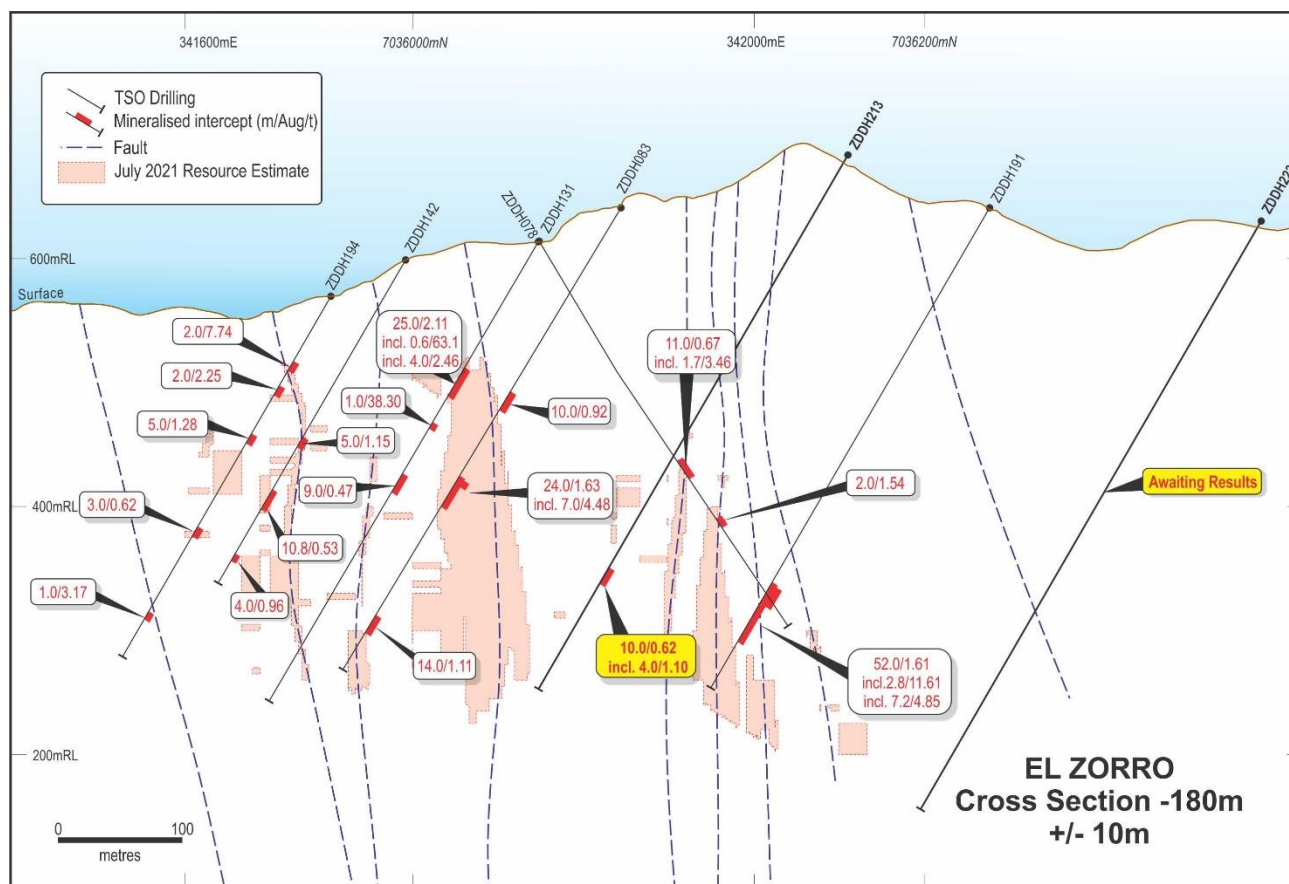 341600mE
7036000mN
342000mE
7036200mN
TSO Drilling
Mineralised intercept (m/Aug/t)
Fault
July 2021 Resource Estimate
ZDDH194
ZDDH142
ZDDH078
ZDDH131
ZDDH083
ZDDH213
ZDDH191
600mRL
Surface
400mRL
200mRL
2.0/7.74
2.0/2.25
5.0/1.28
3.0/0.62
1.0/3.17
25.0/2.11
incl. 0.6/63.1
incl. 4.0/2.46
1.0/38.30
5.0/1.15
9.0/0.47
10.8/0.53
4.0/0.96
14.0/1.11
10.0/0.92
24.0/1.63
incl. 7.0/4.48
11.0/0.67
incl. 1.7/3.46
2.0/1.54
10.0/0.62
incl. 4.0/1.10
52.0/1.61
incl.2.8/11.61
incl. 7.2/4.85
Awaiting Results
0 100
metres
EL ZORRO
Cross Section -180m
+/- 10m